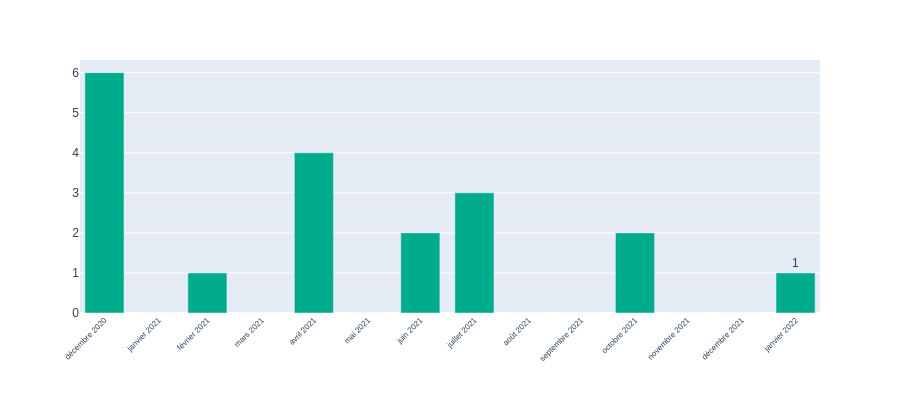 6
5
4
3
2
1
0
1
décembre 2020
janvier 2021
février 2021
mars 2021
avril 2021
mai 2021
juin 2021
juillet 2021
août 2021
septembre 2021
octobre 2021
novembre 2021
décembre 2021
janvier 2022